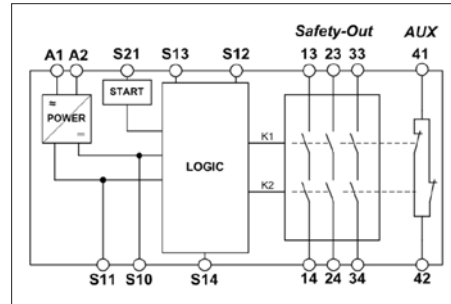 Safety-Out AUX
A1 A2 S21 S13 S12 13 23 33 41
START
≂
POWER
⎓
K1
LOGIC
K2
S11 S10 S14 14 24 34 42